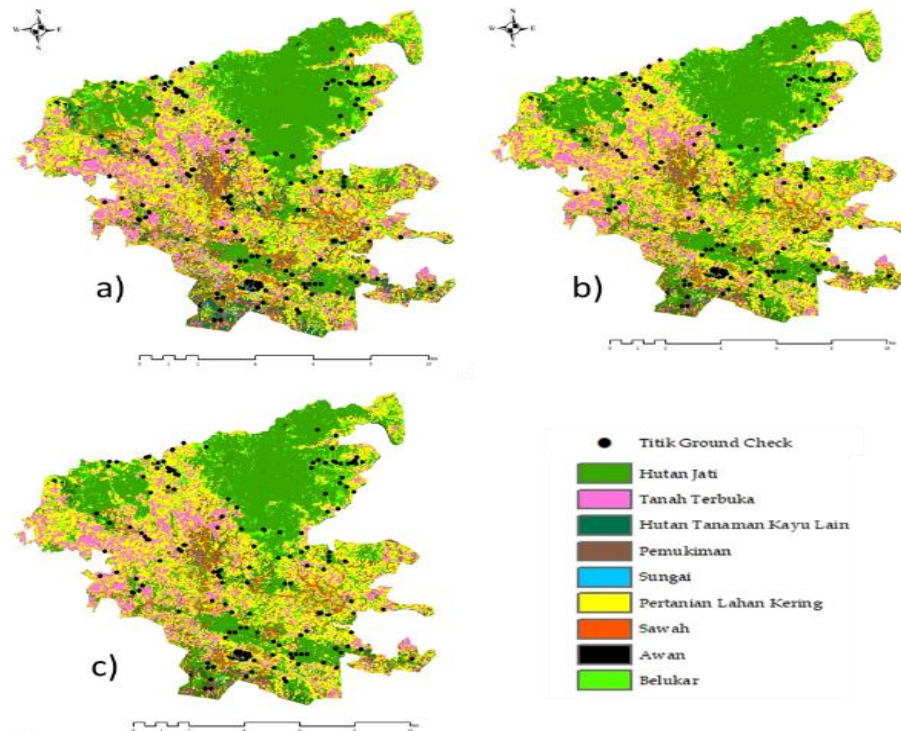 N
W E
S
N
W E
S
a)
b)
N
W E
S
c)
Titik Ground Check
Hutan Jati
Tanah Terbuka
Hutan Tanaman Kayu Lain
Pemukiman
Sungai
Pertanian Lahan Kering
Sawah
Awan
Belukar